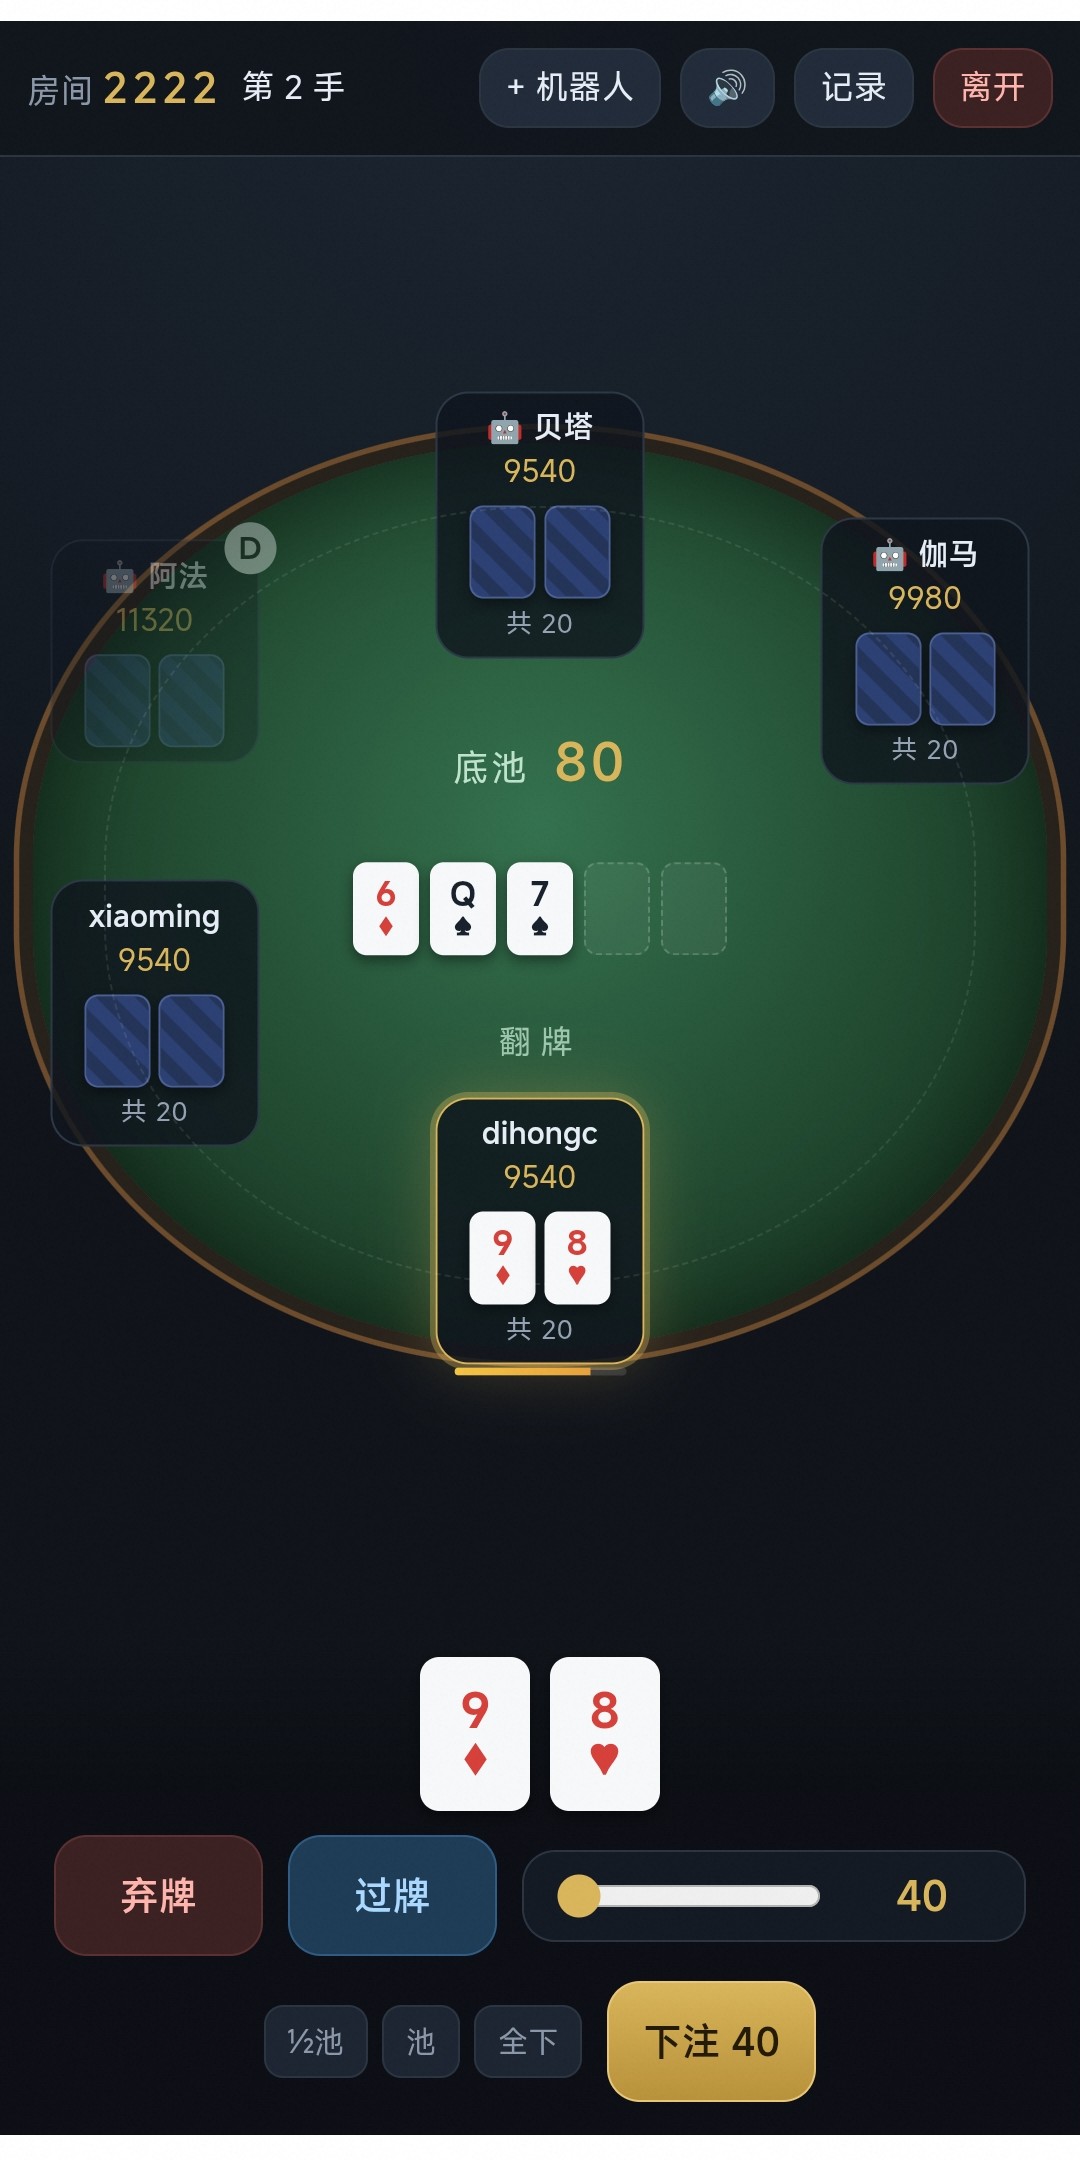 房间 2222 第 2 手 + 机器人 记录 离开
贝塔
9540
共 20
D
阿法
11320
伽马
9980
共 20
底池 80
6 Q 7
xiaoming
9540
共 20
翻牌
dihongc
9540
9 8
共 20
9 8
弃牌 过牌 40
½池 池 全下 下注 40